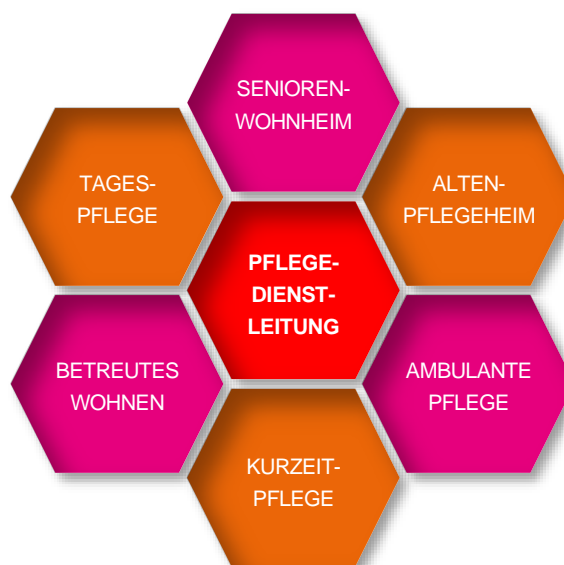 SENIOREN-
WOHNHEIM
TAGES-
PFLEGE
ALTEN-
PFLEGEHEIM
PFLEGE-
DIENST-
LEITUNG
BETREUTES
WOHNEN
AMBULANTE
PFLEGE
KURZEIT-
PFLEGE